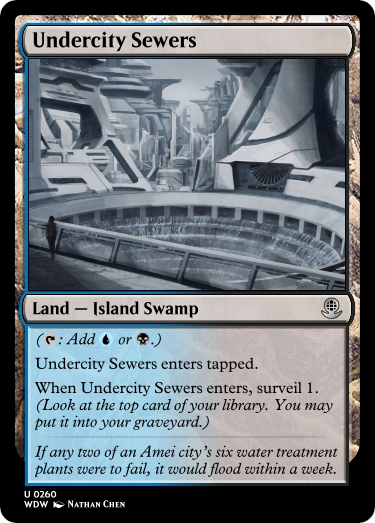 Undercity Sewers
Land — Island Swamp
(: Add or .)
Undercity Sewers enters tapped.
When Undercity Sewers enters, surveil 1.
(Look at the top card of your library. You may
put it into your graveyard.)
If any two of an Amei city's six water treatment
plants were to fail, it would flood within a week.
U 0260
WDW Nathan Chen